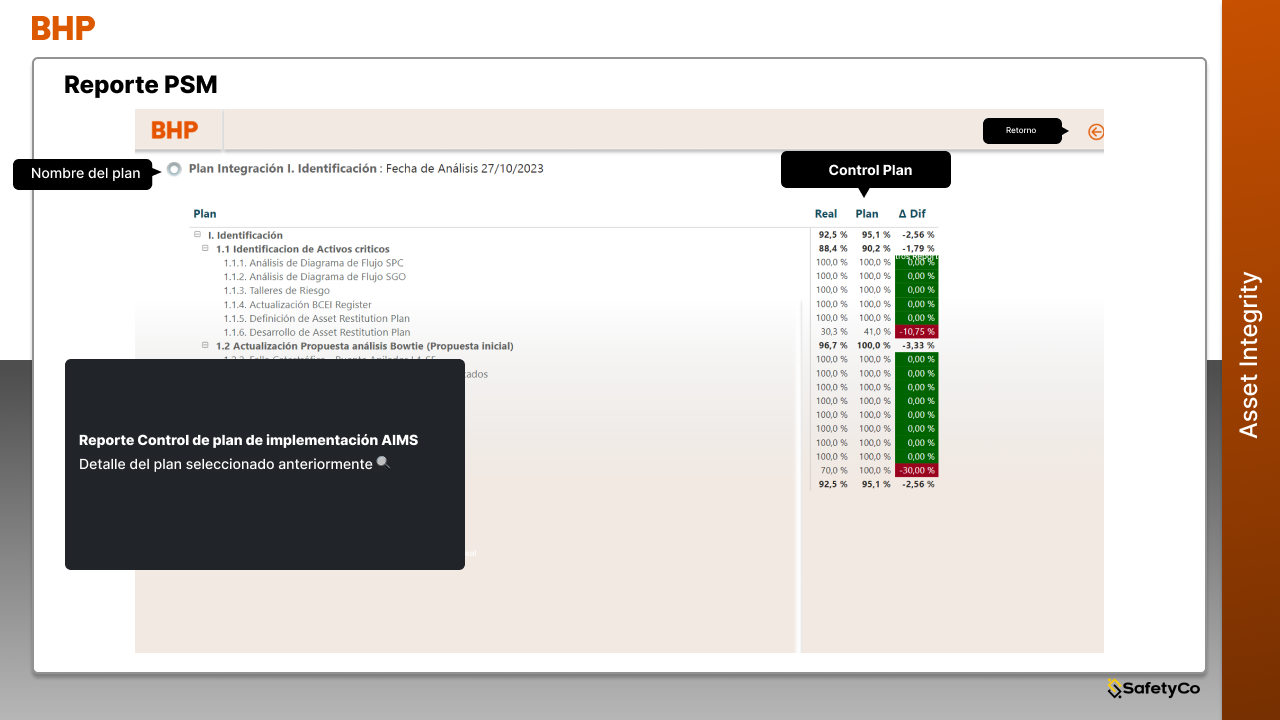 BHP
Reporte PSM
BHP
Retorno
Nombre del plan
Plan Integración I. Identificación : Fecha de Análisis 27/10/2023
Control Plan
Plan Real Plan Δ Dif
I. Identificación 92,5 % 95,1 % -2,56 %
1.1 Identificacion de Activos criticos 88,4 % 90,2 % -1,79 %
1.1.1. Análisis de Diagrama de Flujo SPC 100,0 % 100,0 % 0,00 %
1.1.2. Análisis de Diagrama de Flujo SGO 100,0 % 100,0 % 0,00 %
1.1.3. Talleres de Riesgo 100,0 % 100,0 % 0,00 %
1.1.4. Actualización BCEI Register 100,0 % 100,0 % 0,00 %
1.1.5. Definición de Asset Restitution Plan 100,0 % 100,0 % 0,00 %
1.1.6. Desarrollo de Asset Restitution Plan 30,3 % 41,0 % -10,75 %
1.2 Actualización Propuesta análisis Bowtie (Propuesta inicial) 96,7 % 100,0 % -3,33 %
100,0 % 100,0 % 0,00 %
100,0 % 100,0 % 0,00 %
100,0 % 100,0 % 0,00 %
100,0 % 100,0 % 0,00 %
100,0 % 100,0 % 0,00 %
100,0 % 100,0 % 0,00 %
100,0 % 100,0 % 0,00 %
100,0 % 100,0 % 0,00 %
70,0 % 100,0 % -30,00 %
92,5 % 95,1 % -2,56 %
Reporte Control de plan de implementación AIMS
Detalle del plan seleccionado anteriormente
Asset Integrity
SafetyCo